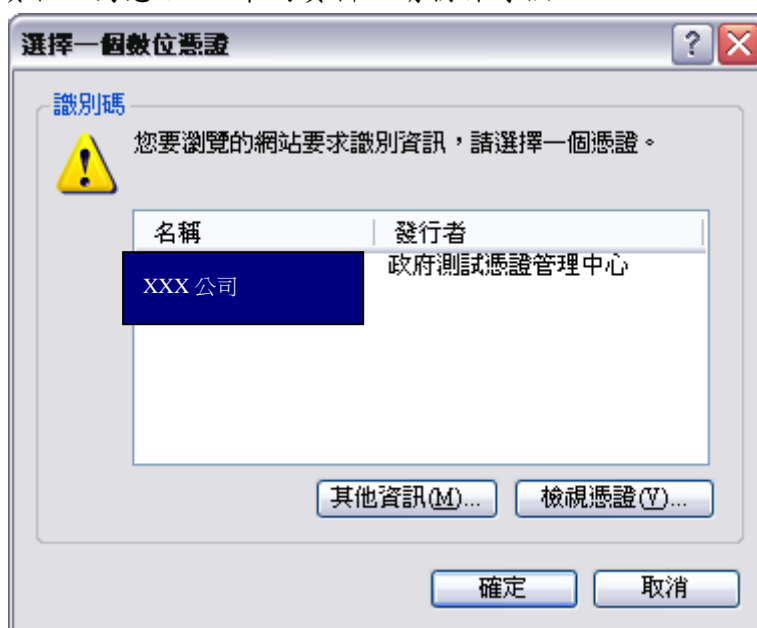 選擇一個數位憑證
識別碼
您要瀏覽的網站要求識別資訊，請選擇一個憑證。
名稱 發行者
XXX 公司 政府測試憑證管理中心
其他資訊(M)... 檢視憑證(V)...
確定 取消